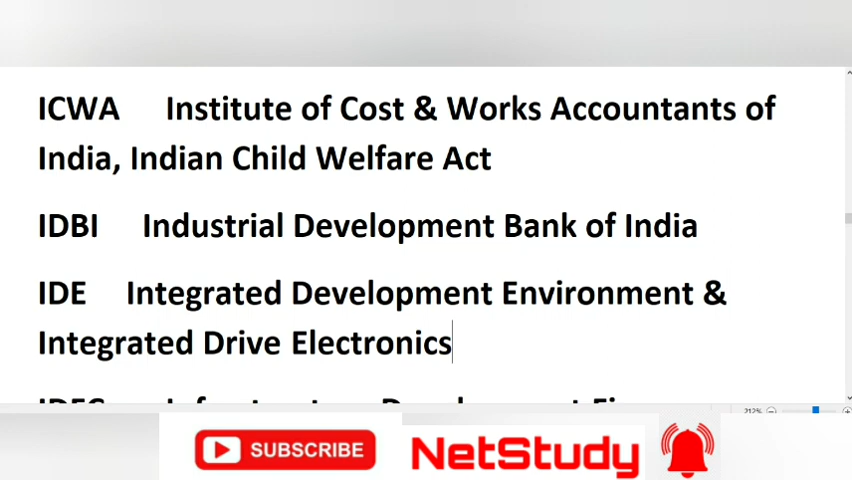 ICWA Institute of Cost & Works Accountants of
India, Indian Child Welfare Act
IDBI Industrial Development Bank of India
IDE Integrated Development Environment &
Integrated Drive Electronics
212%
SUBSCRIBE NetStudy